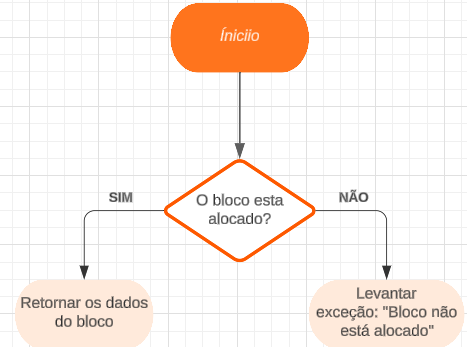 Íniciio
O bloco esta
alocado?
SIM
NÃO
Retornar os dados
do bloco
Levantar
exceção: "Bloco não
está alocado"